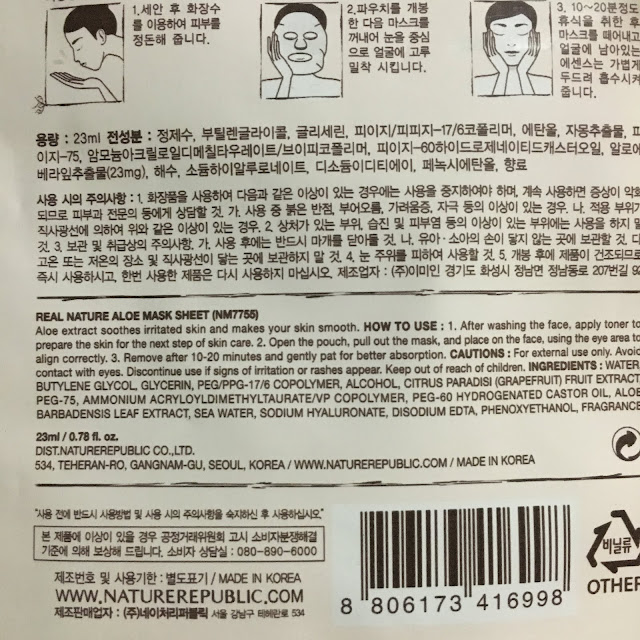 1.세안 후 화장수
를 이용하여 피부를
정돈해 줍니다.
2.파우치를 개봉
한 다음 마스크를
꺼내어 눈을 중심
으로 얼굴에 고루
밀착 시킵니다.
3. 10~20분정도
휴식을 취한 후
마스크를 떼어내고
얼굴에 남아있는
에센스는 가볍게
두드려 흡수시켜
용량 : 23ml 전성분 : 정제수, 부틸렌글라이콜, 글리세린, 피이지/피피지-17/6코폴리머, 에탄올, 자몽추출물, 피
이지-75, 암모늄아크릴로일디메칠타우레이트/브이피코폴리머, 피이지-60하이드로제네이티드캐스터오일, 알로에
베라잎추출물(23mg), 해수, 소듐하이알루로네이트, 디소듐이디티에이, 페녹시에탄올, 향료
사용 시의 주의사항 : 1. 화장품을 사용하여 다음과 같은 이상이 있는 경우에는 사용을 중지하여야 하며, 계속 사용하면 증상이 악화
되므로 피부과 전문의 등에게 상담할 것. 가. 사용 중 붉은 반점, 부어오름, 가려움증, 자극 등의 이상이 있는 경우. 나. 적용 부위가
직사광선에 의하여 위와 같은 이상이 있는 경우. 2. 상처가 있는 부위, 습진 및 피부염 등의 이상이 있는 부위에는 사용을 하지 말
것. 3. 보관 및 취급상의 주의사항. 가. 사용 후에는 반드시 마개를 닫아둘 것. 나. 유아·소아의 손이 닿지 않는 곳에 보관할 것. 다.
고온 또는 저온의 장소 및 직사광선이 닿는 곳에 보관하지 말 것. 4. 눈 주위를 피하여 사용할 것. 5. 개봉 후에 제품이 건조되므로
즉시 사용하시고, 한번 사용한 제품은 다시 사용하지 마십시오. 제조업자 : (주)이미인 경기도 화성시 정남면 정남동로 207번길
REAL NATURE ALOE MASK SHEET (NM7755)
Aloe extract soothes irritated skin and makes your skin smooth. HOW TO USE : 1. After washing the face, apply toner to
prepare the skin for the next step of skin care. 2. Open the pouch, pull out the mask, and place on the face, using the eye area to
align correctly. 3. Remove after 10-20 minutes and gently pat for better absorption. CAUTIONS : For external use only. Avoid
contact with eyes. Discontinue use if signs of irritation or rashes appear. Keep out of reach of children. INGREDIENTS : WATER,
BUTYLENE GLYCOL, GLYCERIN, PEG/PPG-17/6 COPOLYMER, ALCOHOL, CITRUS PARADISI (GRAPEFRUIT) FRUIT EXTRACT,
PEG-75, AMMONIUM ACRYLOYLDIMETHYLTAURATE/VP COPOLYMER, PEG-60 HYDROGENATED CASTOR OIL, ALOE
BARBADENSIS LEAF EXTRACT, SEA WATER, SODIUM HYALURONATE, DISODIUM EDTA, PHENOXYETHANOL, FRAGRANCE
23ml / 0.78 fl. oz.
DIST.NATUREREPUBLIC CO.,LTD.
534, TEHERAN-RO, GANGNAM-GU, SEOUL, KOREA / WWW.NATUREREPUBLIC.COM / MADE IN KOREA
"사용 전에 반드시 사용방법 및 사용 시의 주의사항을 숙지하신 후 사용하십시오."
본 제품에 이상이 있을 경우 공정거래위원회 고시 소비자분쟁해결
기준에 의해 보상해 드립니다. 소비자 상담실 : 080-890-6000
제조번호 및 사용기한 : 별도표기 / MADE IN KOREA
WWW.NATUREREPUBLIC.COM
제조판매업자 : (주)네이처리퍼블릭 서울 강남구 테헤란로 534
8 806173 416998
비닐류
OTHER